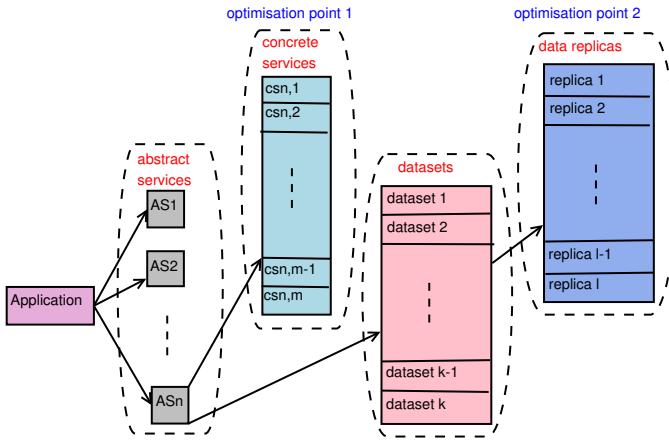 optimisation point 1
optimisation point 2
concrete
services
csn,1
csn,2
csn,m-1
csn,m
data replicas
replica 1
replica 2
replica l-1
replica l
abstract
services
AS1
AS2
ASn
datasets
dataset 1
dataset 2
dataset k-1
dataset k
Application